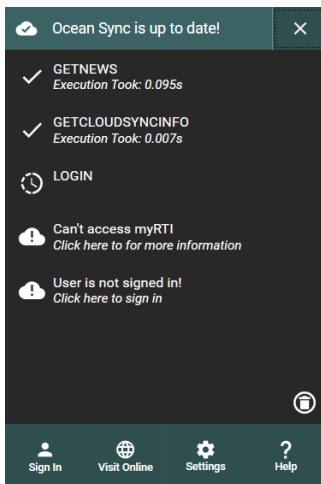 Ocean Sync is up to date!
GETNEWS
Execution Took: 0.095s
GETCLOUDSYNCINFO
Execution Took: 0.007s
LOGIN
Can't access myRTI
Click here to for more information
User is not signed in!
Click here to sign in
Sign In Visit Online Settings Help